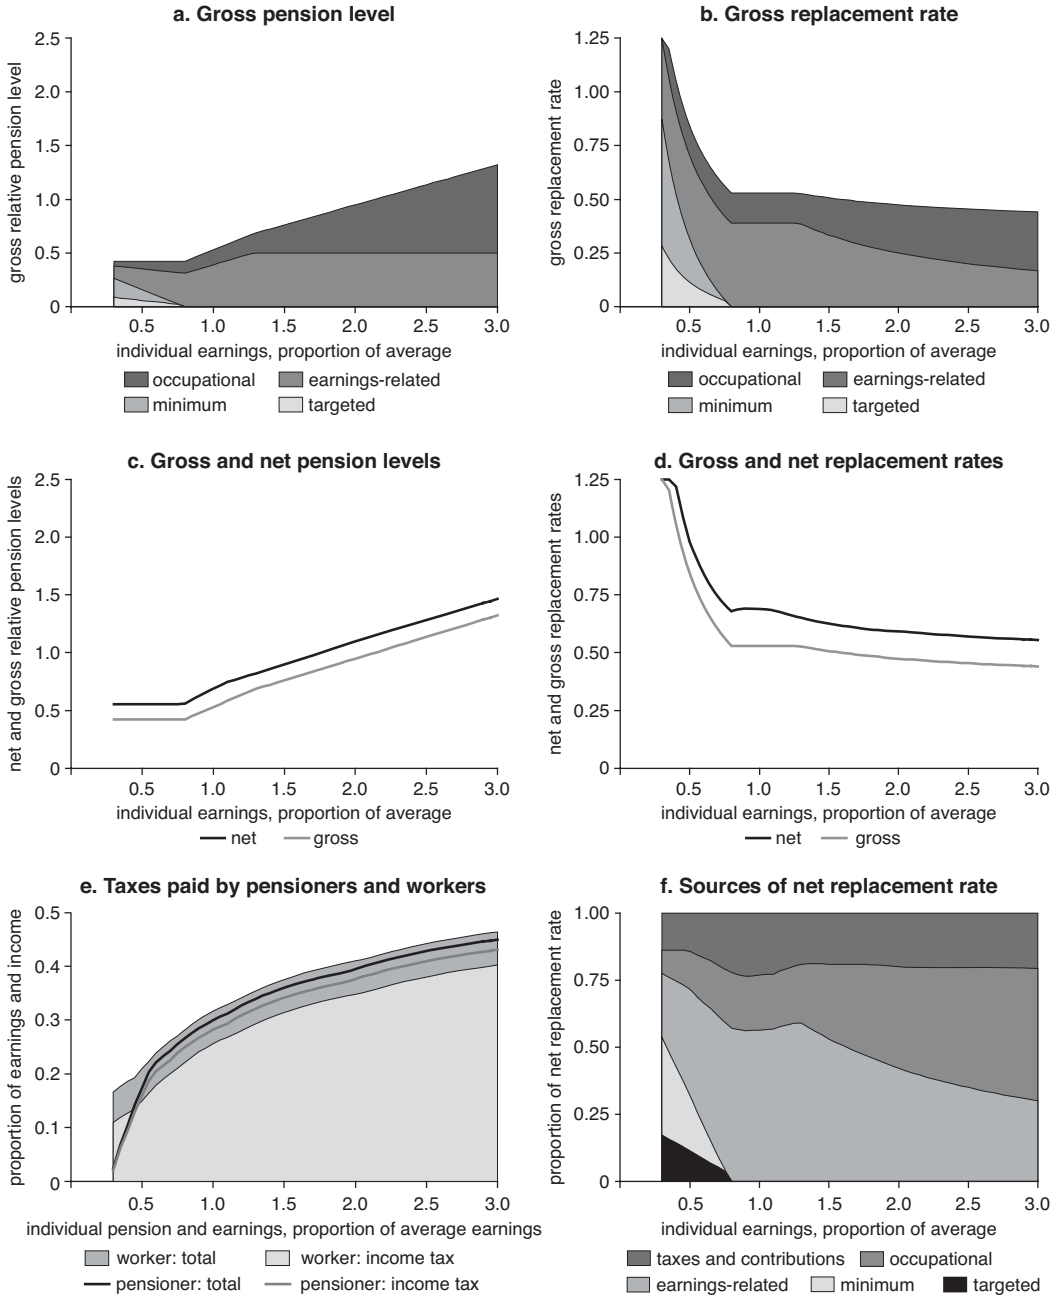 a. Gross pension level
gross relative pension level
2.5
2.0
1.5
1.0
0.5
0
0.5 1.0 1.5 2.0 2.5 3.0
individual earnings, proportion of average
occupational earnings-related
minimum targeted
b. Gross replacement rate
gross replacement rate
1.25
1.00
0.75
0.50
0.25
0
0.5 1.0 1.5 2.0 2.5 3.0
individual earnings, proportion of average
occupational earnings-related
minimum targeted
c. Gross and net pension levels
net and gross relative pension levels
2.5
2.0
1.5
1.0
0.5
0
0.5 1.0 1.5 2.0 2.5 3.0
individual earnings, proportion of average
net gross
d. Gross and net replacement rates
net and gross replacement rates
1.25
1.00
0.75
0.50
0.25
0
0.5 1.0 1.5 2.0 2.5 3.0
individual earnings, proportion of average
net gross
e. Taxes paid by pensioners and workers
proportion of earnings and income
0.5
0.4
0.3
0.2
0.1
0
0.5 1.0 1.5 2.0 2.5 3.0
individual pension and earnings, proportion of average earnings
worker: total worker: income tax
pensioner: total pensioner: income tax
f. Sources of net replacement rate
proportion of net replacement rate
1.00
0.75
0.50
0.25
0
0.5 1.0 1.5 2.0 2.5 3.0
individual earnings, proportion of average
taxes and contributions occupational
earnings-related minimum targeted